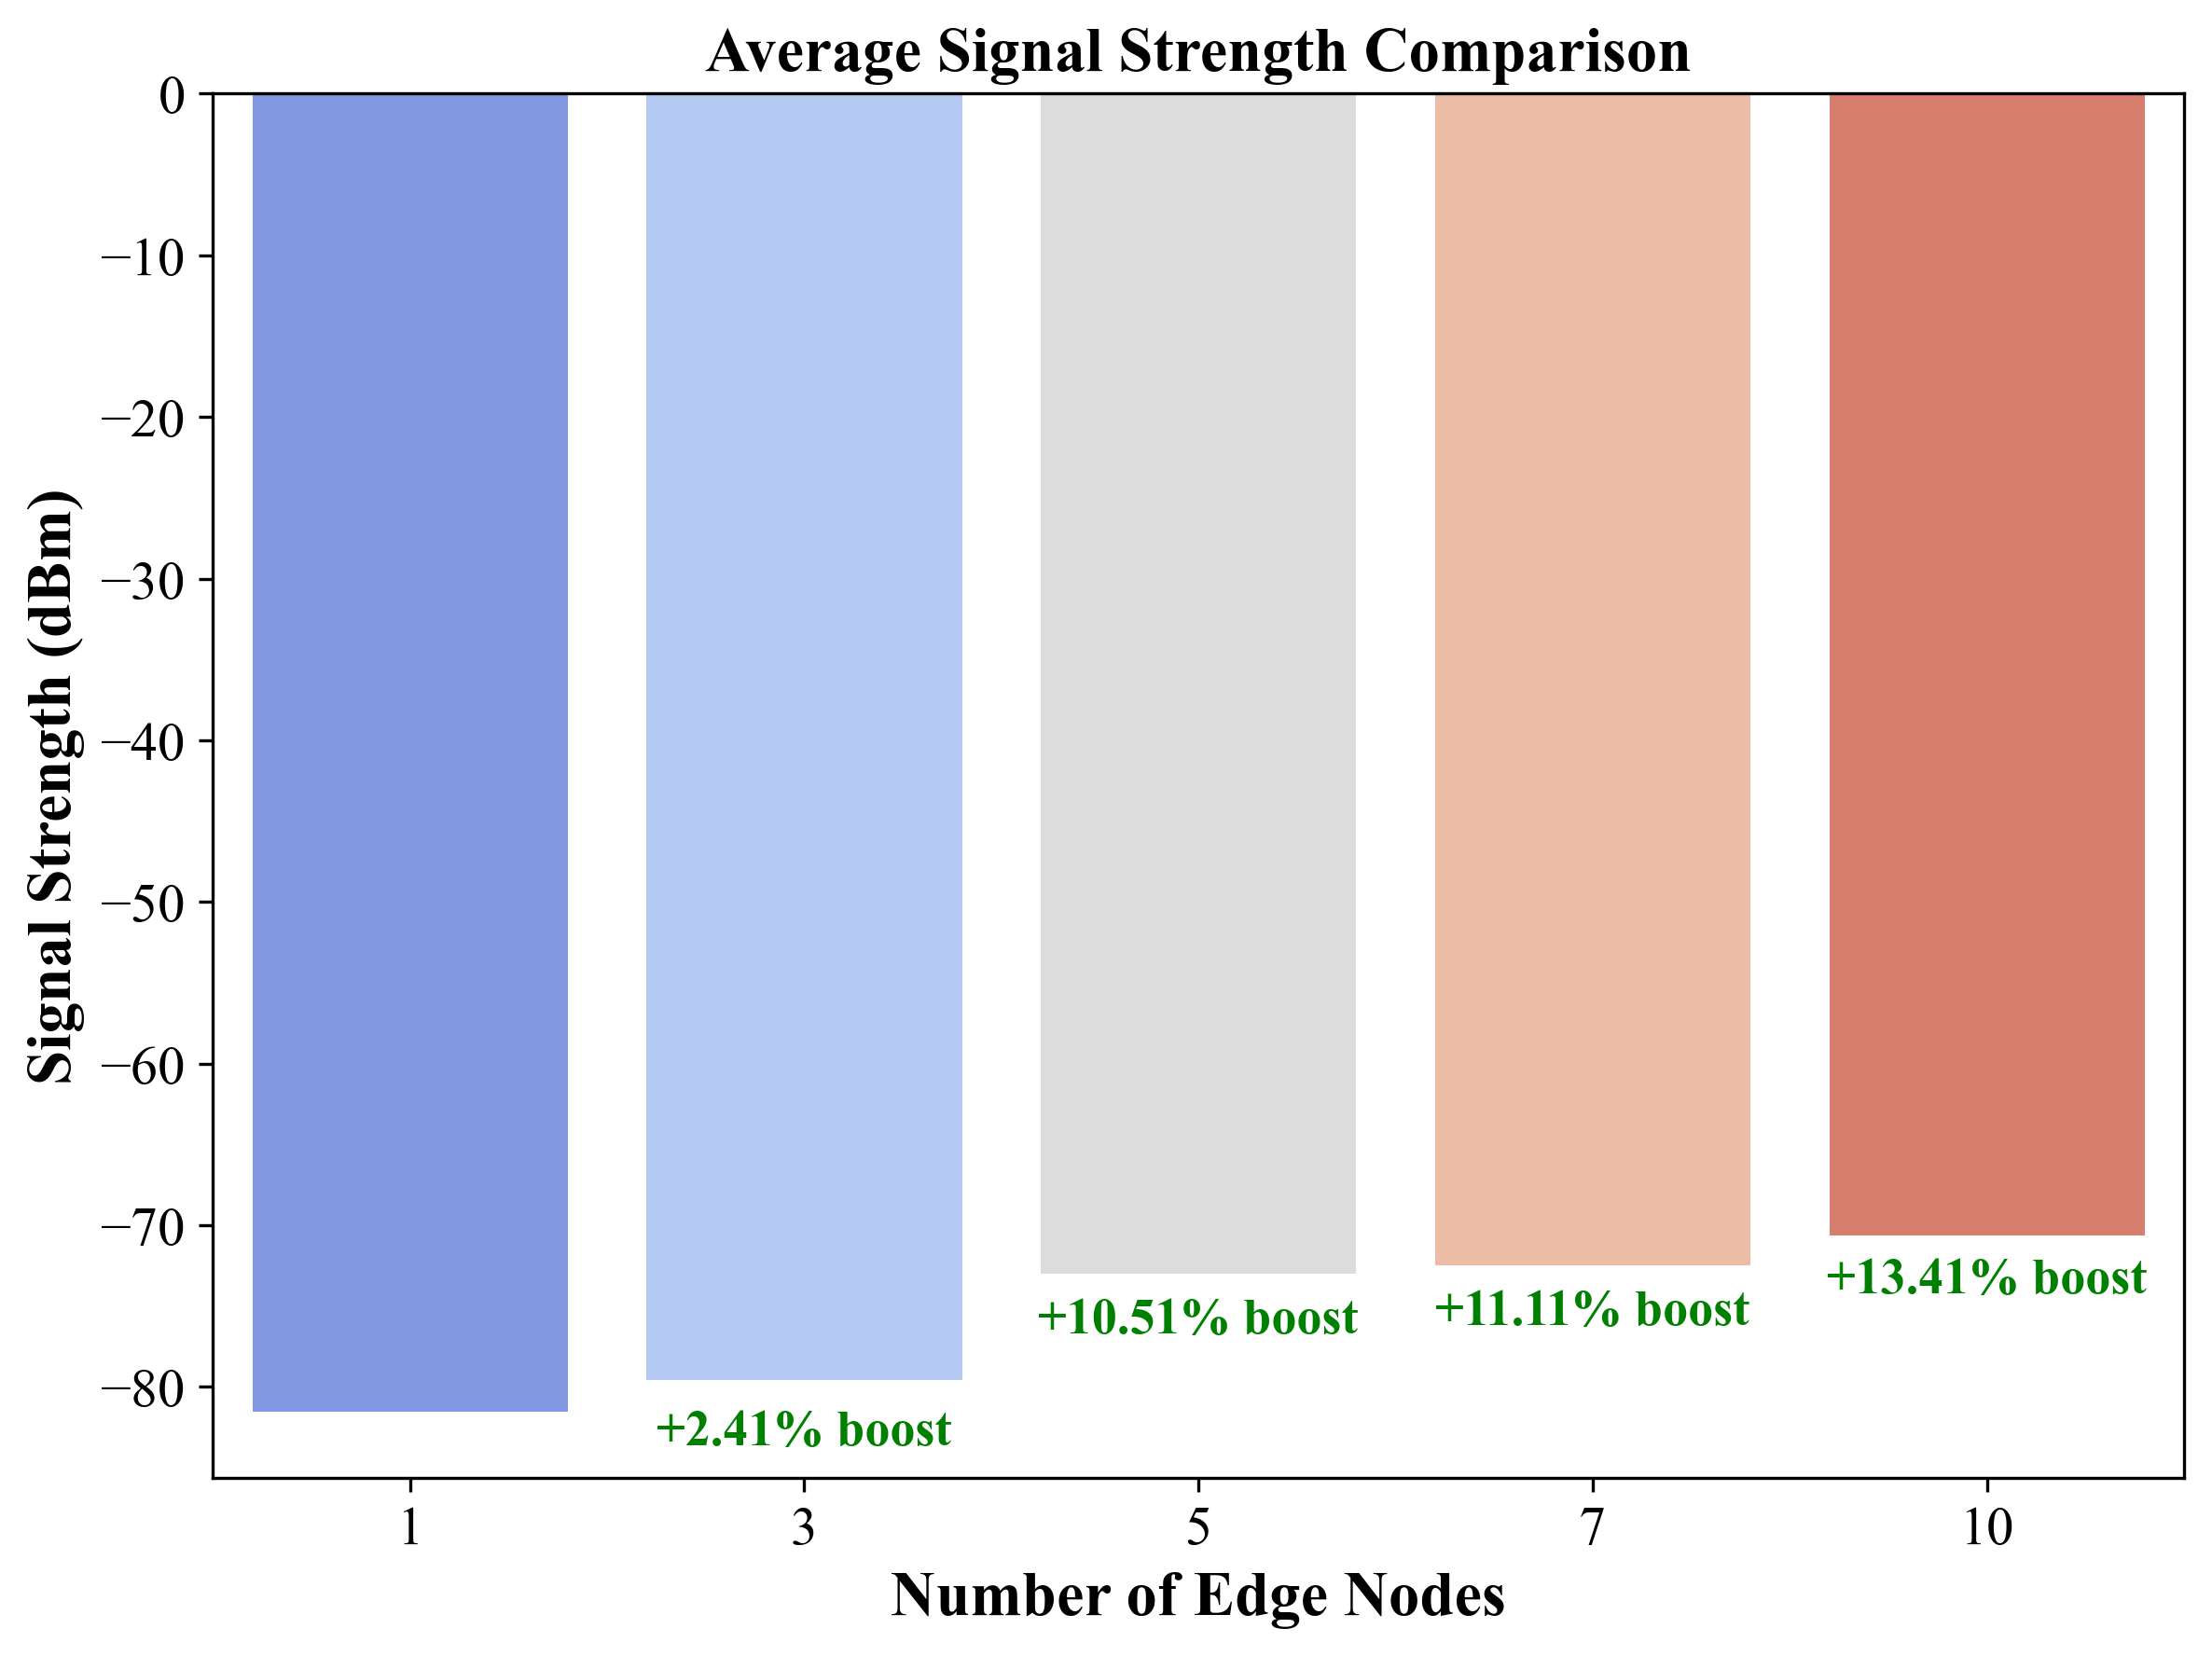 Average Signal Strength Comparison
Signal Strength (dBm)
0
−10
−20
−30
−40
−50
−60
−70
−80
+2.41% boost
+10.51% boost
+11.11% boost
+13.41% boost
1
3
5
7
10
Number of Edge Nodes